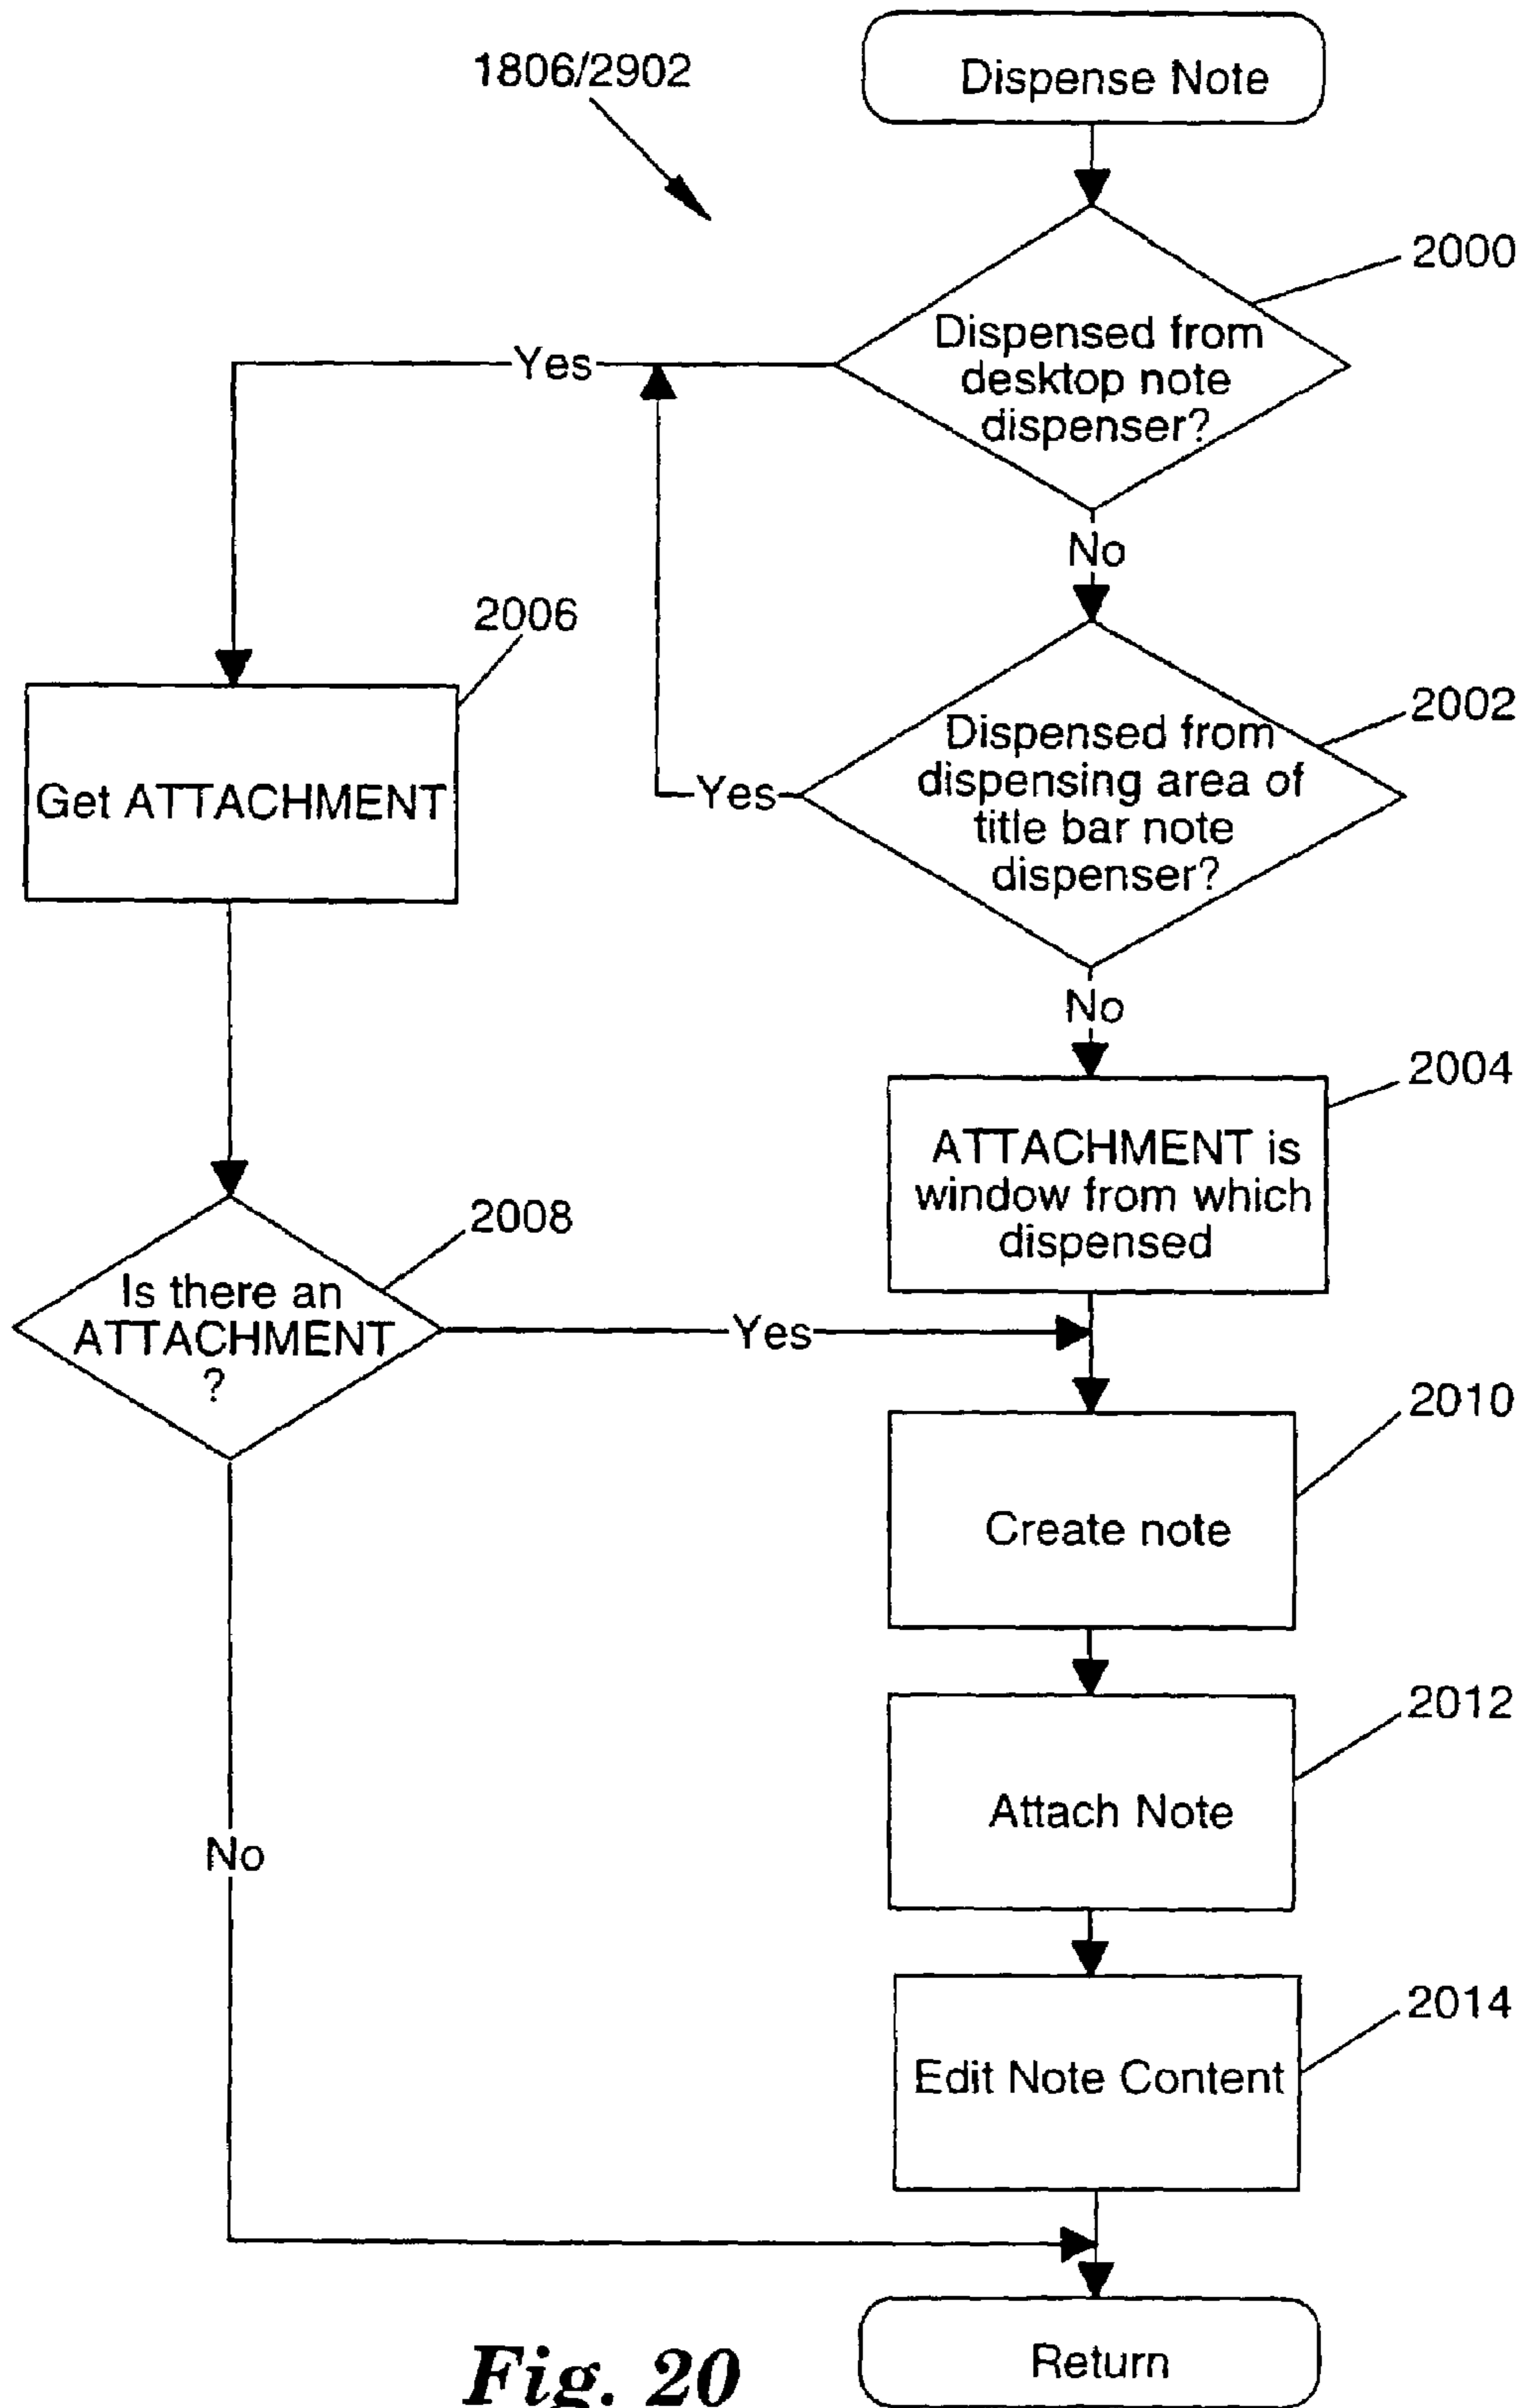 1806/2902
Dispense Note
2000
Dispensed from
desktop note
dispenser?
Yes
No
2006
2002
Dispensed from
dispensing area of
title bar note
dispenser?
Yes
Get ATTACHMENT
No
2004
ATTACHMENT is
window from which
dispensed
2008
Is there an
ATTACHMENT
?
Yes
2010
Create note
2012
Attach Note
No
2014
Edit Note Content
Return
Fig. 20